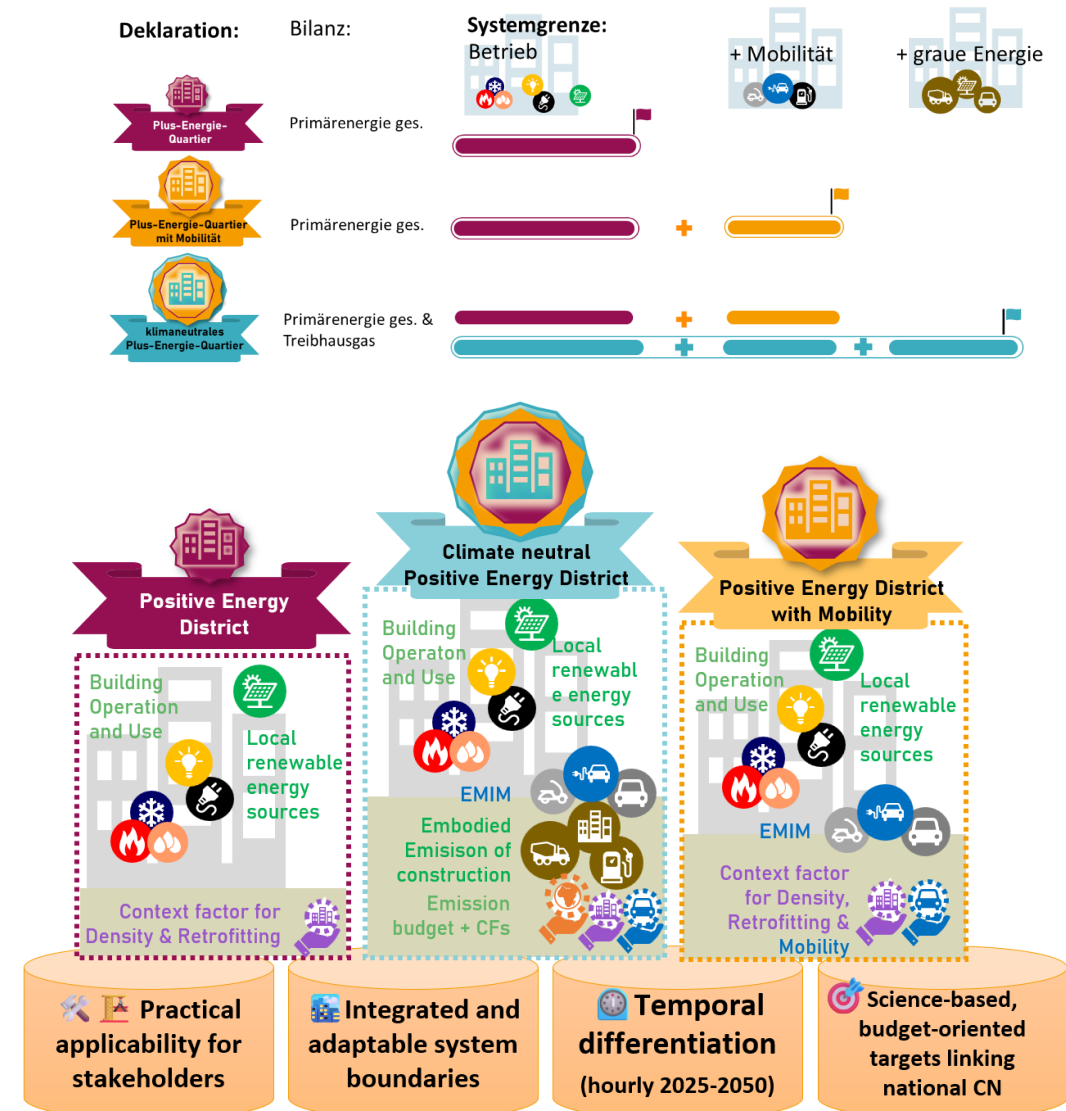 Deklaration:
Bilanz:
Systemgrenze:
Betrieb
+ Mobilität
+ graue Energie
Plus-Energie-
Quartier
Primärenergie ges.
Plus-Energie-Quartier
mit Mobilität
Primärenergie ges.
klimaneutrales
Plus-Energie-Quartier
Primärenergie ges. &
Treibhausgas
Positive Energy
District
Building
Operation
and Use
Local
renewable
energy
sources
Context factor for
Density & Retrofitting
Climate neutral
Positive Energy District
Building
Operaton
and Use
Local
renewabl
e energy
sources
EMIM
Embodied
Emisison of
construction
Emission
budget + CFs
Positive Energy District
with Mobility
Building
Operation
and Use
Local
renewable
energy
sources
EMIM
Context factor
for Density,
Retrofitting &
Mobility
Practical
applicability for
stakeholders
Integrated and
adaptable system
boundaries
Temporal
differentiation
(hourly 2025-2050)
Science-based,
budget-oriented
targets linking
national CN